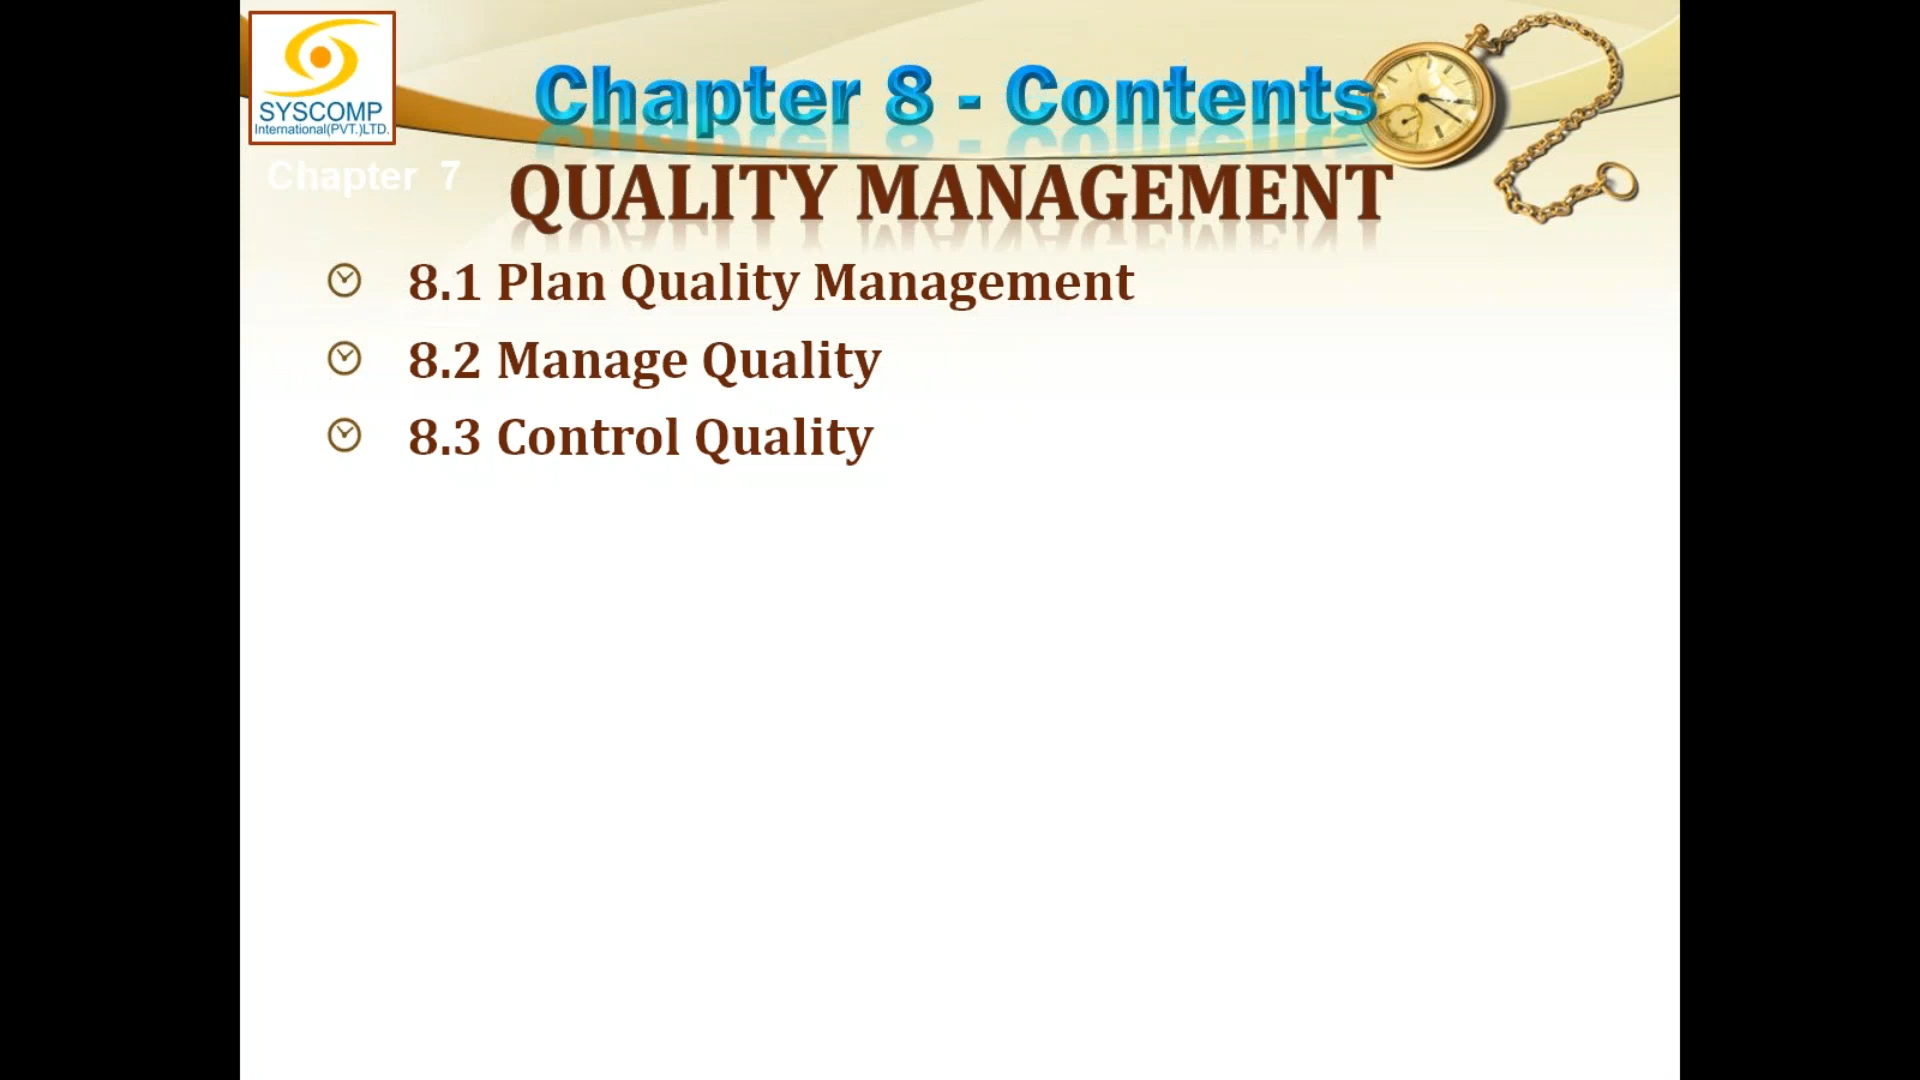 SYSCOMP
International(PVT.)LTD.
Chapter 8 - Contents
Chapter 7
QUALITY MANAGEMENT
8.1 Plan Quality Management
8.2 Manage Quality
8.3 Control Quality